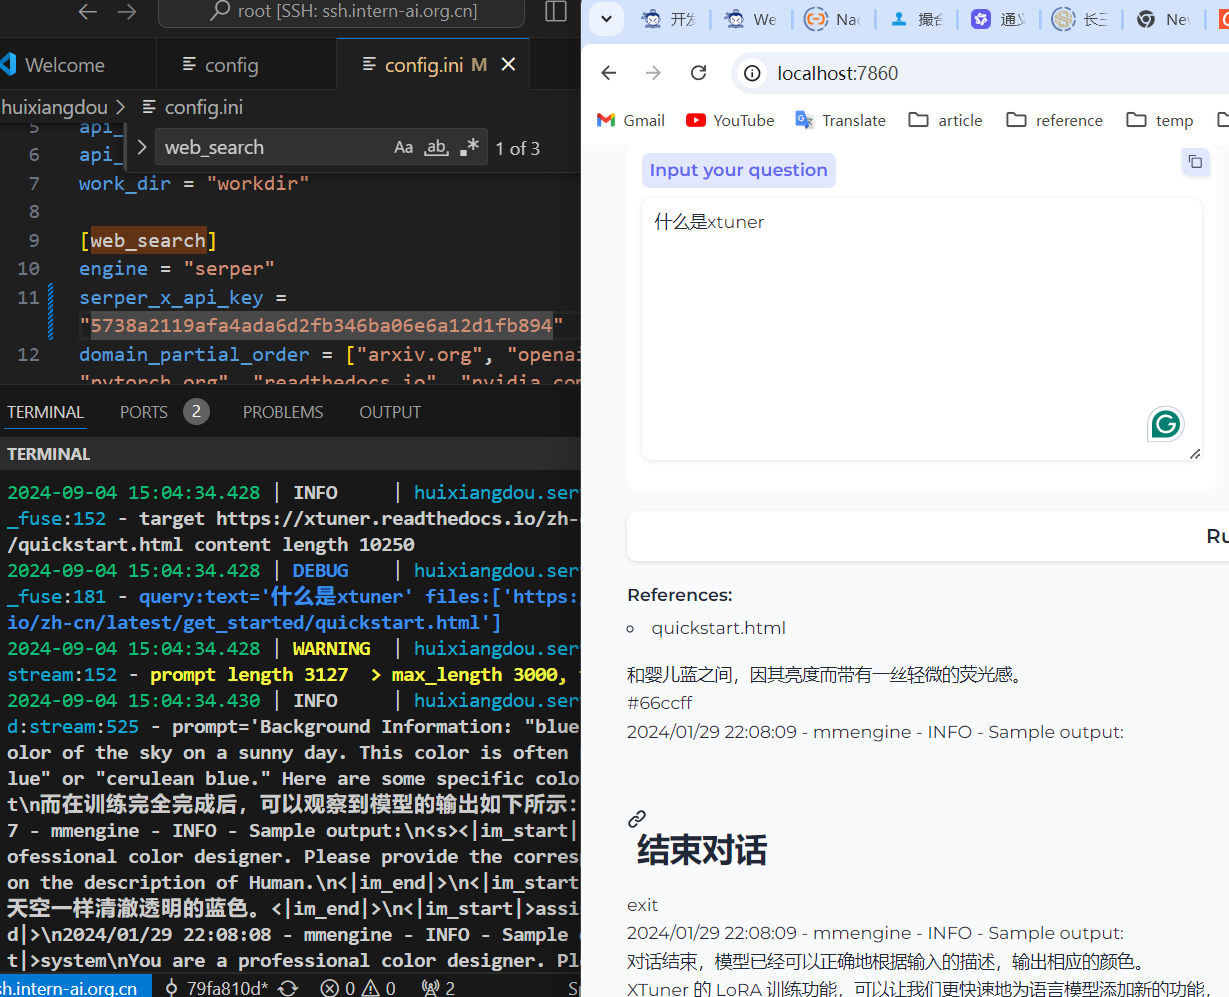 root [SSH: ssh.intern-ai.org.cn]
Welcome
config
config.ini M
huixiangdou > config.ini
5 api_
web_search Aa ab 1 of 3
6 api_
7 work_dir = "workdir"
8
9 [web_search]
10 engine = "serper"
11 serper_x_api_key =
"5738a2119afa4ada6d2fb346ba06e6a12d1fb894"
12 domain_partial_order = ["arxiv.org", "openai
"pytorch.org", "readthedocs.io", "nvidia.com
TERMINAL PORTS 2 PROBLEMS OUTPUT
TERMINAL
2024-09-04 15:04:34.428 | INFO | huixiangdou.ser
_fuse:152 - target https://xtuner.readthedocs.io/zh-
/quickstart.html content length 10250
2024-09-04 15:04:34.428 | DEBUG | huixiangdou.ser
_fuse:181 - query:text='什么是xtuner' files:['https:
io/zh-cn/latest/get_started/quickstart.html']
2024-09-04 15:04:34.428 | WARNING | huixiangdou.ser
stream:152 - prompt length 3127 > max_length 3000,
2024-09-04 15:04:34.430 | INFO | huixiangdou.ser
d:stream:525 - prompt='Background Information: "blue
olor of the sky on a sunny day. This color is often
lue" or "cerulean blue." Here are some specific colo
t\n而在训练完全完成后，可以观察到模型的输出如下所示：
7 - mmengine - INFO - Sample output:\n<s><|im_start|
ofessional color designer. Please provide the corres
on the description of Human.\n<|im_end|>\n<|im_start
天空一样清澈透明的蓝色。<|im_end|>\n<|im_start|>assi
d|>\n2024/01/29 22:08:08 - mmengine - INFO - Sample
t|>system\nYou are a professional color designer. Pl
sh.intern-ai.org.cn 79fa810d* 0 0 2 S
开发 We Nac 撮合 通义 长三 Nev
localhost:7860
Gmail YouTube Translate article reference temp
Input your question
什么是xtuner
Ru
References:
quickstart.html
和婴儿蓝之间，因其亮度而带有一丝轻微的荧光感。
#66ccff
2024/01/29 22:08:09 - mmengine - INFO - Sample output:
结束对话
exit
2024/01/29 22:08:09 - mmengine - INFO - Sample output:
对话结束，模型已经可以正确地根据输入的描述，输出相应的颜色。
XTuner 的 LoRA 训练功能，可以让我们更快速地为语言模型添加新的功能，